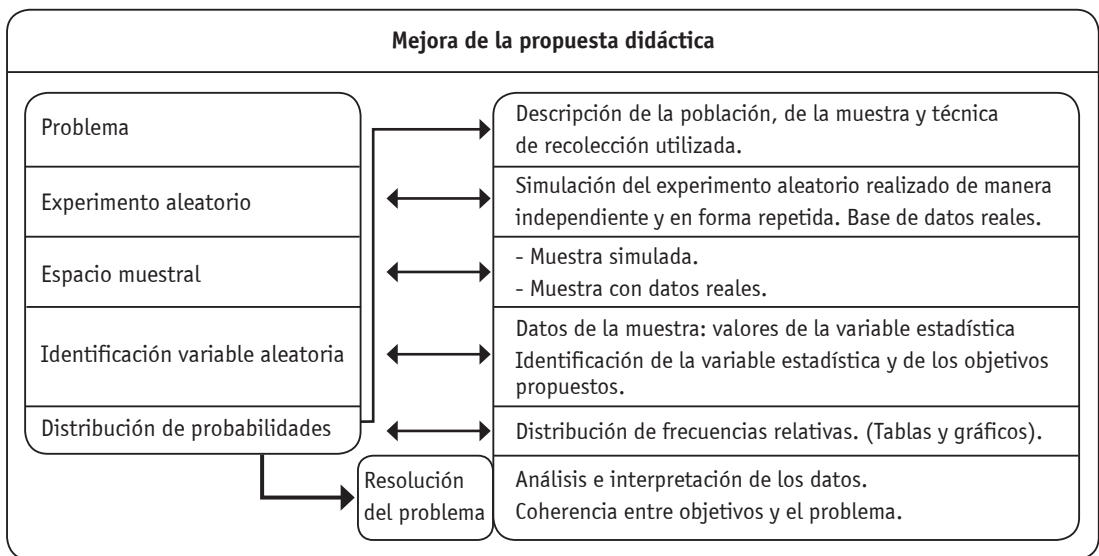 Mejora de la propuesta didáctica
Problema
Descripción de la población, de la muestra y técnica
de recolección utilizada.
Experimento aleatorio
Simulación del experimento aleatorio realizado de manera
independiente y en forma repetida. Base de datos reales.
Espacio muestral
- Muestra simulada.
- Muestra con datos reales.
Identificación variable aleatoria
Datos de la muestra: valores de la variable estadística
Identificación de la variable estadística y de los objetivos
propuestos.
Distribución de probabilidades
Distribución de frecuencias relativas. (Tablas y gráficos).
Resolución
del problema
Análisis e interpretación de los datos.
Coherencia entre objetivos y el problema.